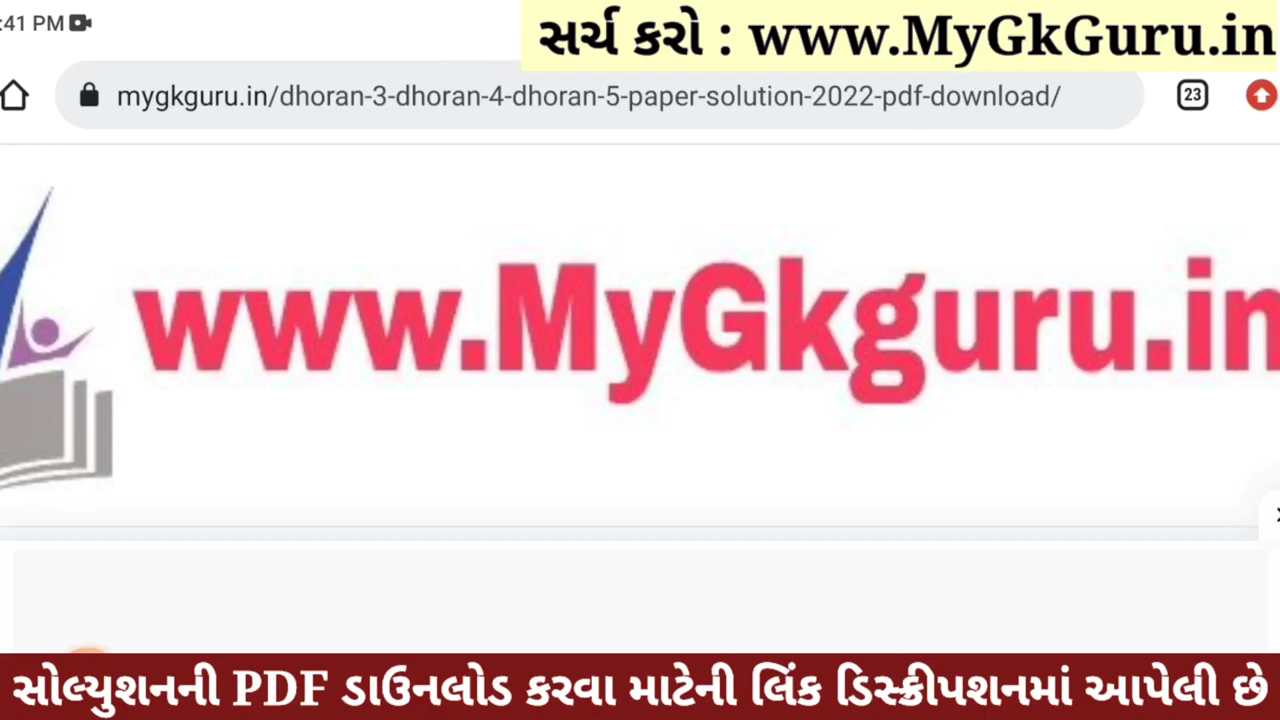 :41 PM
સર્ચ કરો : www.MyGkGuru.in
mygkguru.in/dhoran-3-dhoran-4-dhoran-5-paper-solution-2022-pdf-download/
23
www.MyGkguru.in
સોલ્યુશનની PDF ડાઉનલોડ કરવા માટેની લિંક ડિસ્ક્રીપશનમાં આપેલી છે